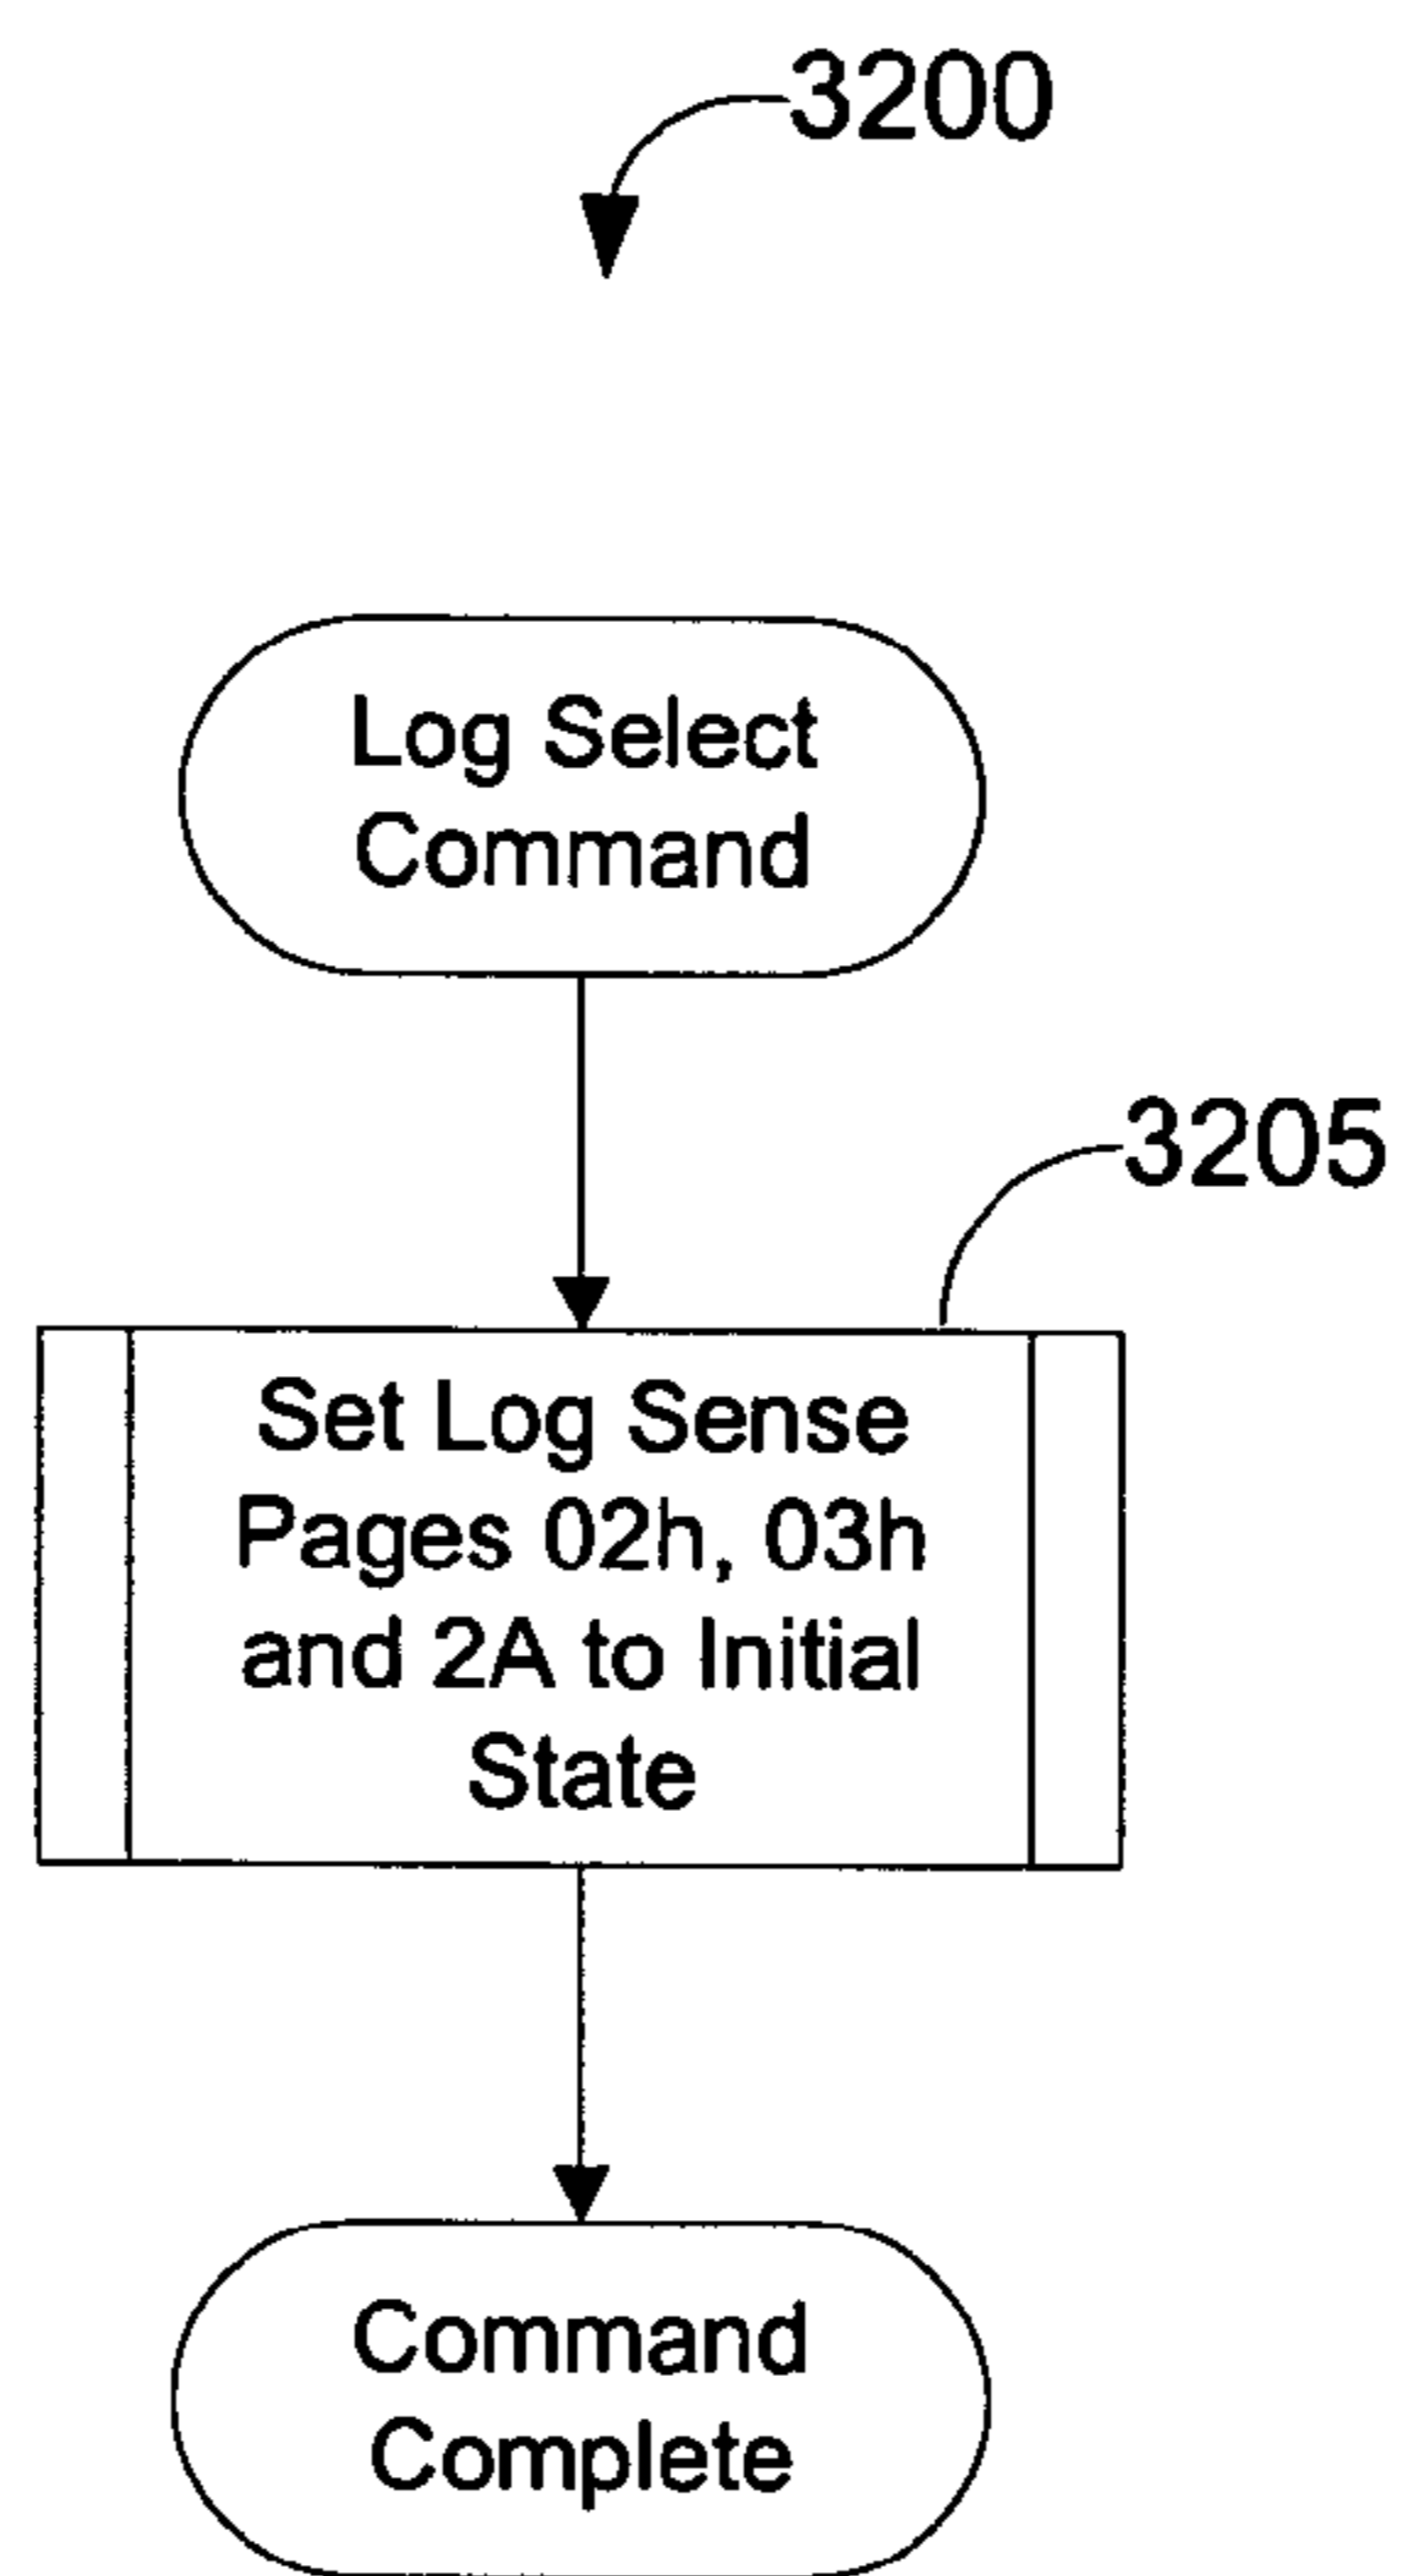 3200
Log Select
Command
3205
Set Log Sense
Pages 02h, 03h
and 2A to Initial
State
Command
Complete